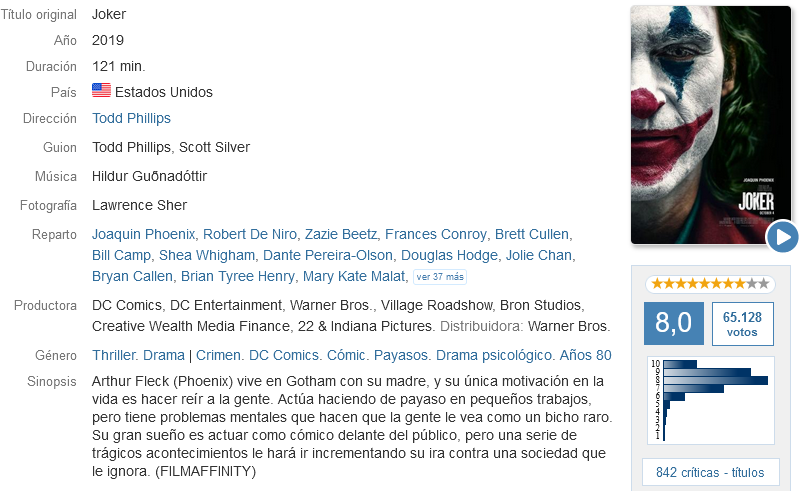 Título original Joker
Año 2019
Duración 121 min.
País Estados Unidos
Dirección Todd Phillips
Guion Todd Phillips, Scott Silver
Música Hildur Guðnadóttir
Fotografía Lawrence Sher
Reparto Joaquin Phoenix, Robert De Niro, Zazie Beetz, Frances Conroy, Brett Cullen,
Bill Camp, Shea Whigham, Dante Pereira-Olson, Douglas Hodge, Jolie Chan,
Bryan Callen, Brian Tyree Henry, Mary Kate Malat, ver 37 más
Productora DC Comics, DC Entertainment, Warner Bros., Village Roadshow, Bron Studios,
Creative Wealth Media Finance, 22 & Indiana Pictures. Distribuidora: Warner Bros.
Género Thriller. Drama | Crimen. DC Comics. Cómic. Payasos. Drama psicológico. Años 80
Sinopsis Arthur Fleck (Phoenix) vive en Gotham con su madre, y su única motivación en la
vida es hacer reír a la gente. Actúa haciendo de payaso en pequeños trabajos,
pero tiene problemas mentales que hacen que la gente le vea como un bicho raro.
Su gran sueño es actuar como cómico delante del público, pero una serie de
trágicos acontecimientos le hará ir incrementando su ira contra una sociedad que
le ignora. (FILMAFFINITY)
JOAQUIN PHOENIX
JOKER
OCTOBER 4
8,0
65.128
votos
10
9
8
7
6
5
4
3
2
1
842 críticas - títulos